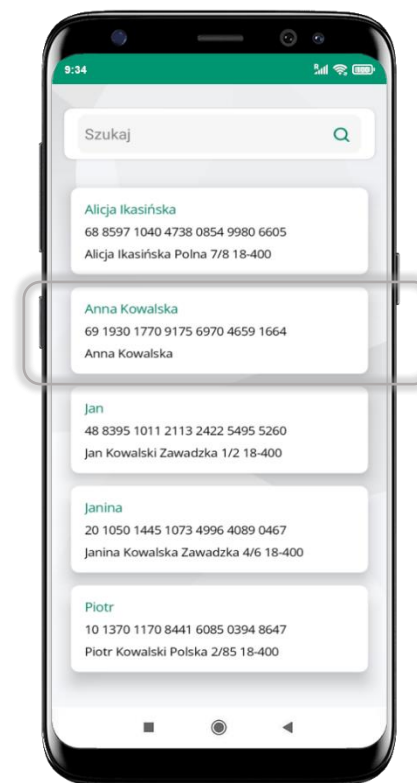 9:34
Szukaj
Alicja Ikasińska
68 8597 1040 4738 0854 9980 6605
Alicja Ikasińska Polna 7/8 18-400
Anna Kowalska
69 1930 1770 9175 6970 4659 1664
Anna Kowalska
Jan
48 8395 1011 2113 2422 5495 5260
Jan Kowalski Zawadzka 1/2 18-400
Janina
20 1050 1445 1073 4996 4089 0467
Janina Kowalska Zawadzka 4/6 18-400
Piotr
10 1370 1170 8441 6085 0394 8647
Piotr Kowalski Polska 2/85 18-400